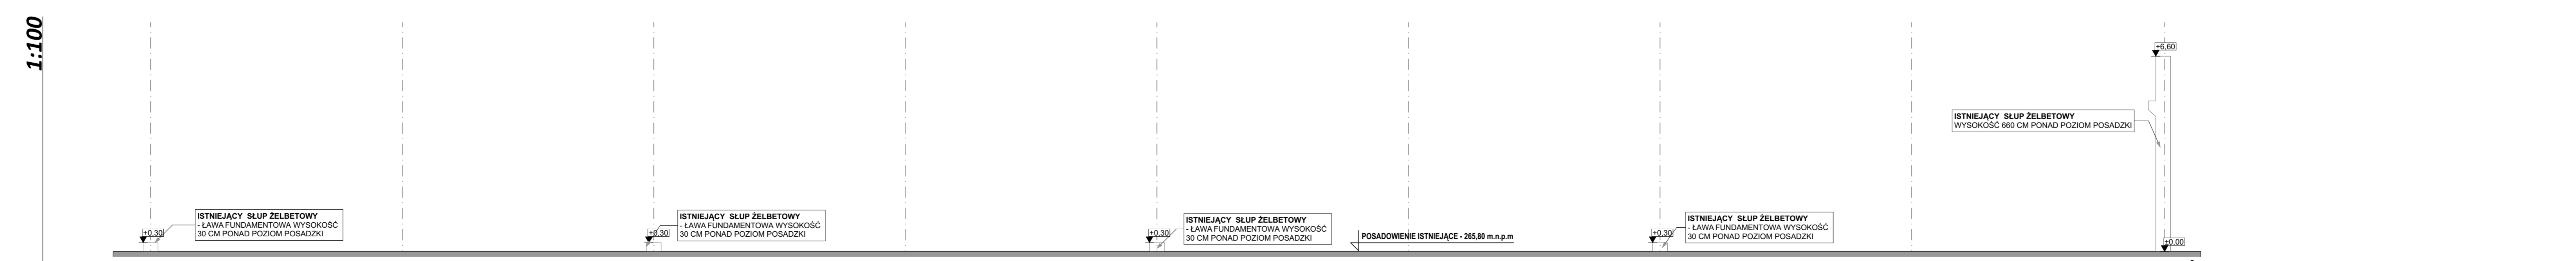 1:100
+6,60
ISTNIEJĄCY SŁUP ŻELBETOWY
WYSOKOŚĆ 660 CM PONAD POZIOM POSADZKI
+0,30
ISTNIEJĄCY SŁUP ŻELBETOWY
- ŁAWA FUNDAMENTOWA WYSOKOŚĆ
30 CM PONAD POZIOM POSADZKI
+0,30
ISTNIEJĄCY SŁUP ŻELBETOWY
- ŁAWA FUNDAMENTOWA WYSOKOŚĆ
30 CM PONAD POZIOM POSADZKI
+0,30
ISTNIEJĄCY SŁUP ŻELBETOWY
- ŁAWA FUNDAMENTOWA WYSOKOŚĆ
30 CM PONAD POZIOM POSADZKI
POSADOWIENIE ISTNIEJĄCE - 265,80 m.n.p.m
+0,30
ISTNIEJĄCY SŁUP ŻELBETOWY
- ŁAWA FUNDAMENTOWA WYSOKOŚĆ
30 CM PONAD POZIOM POSADZKI
±0,00